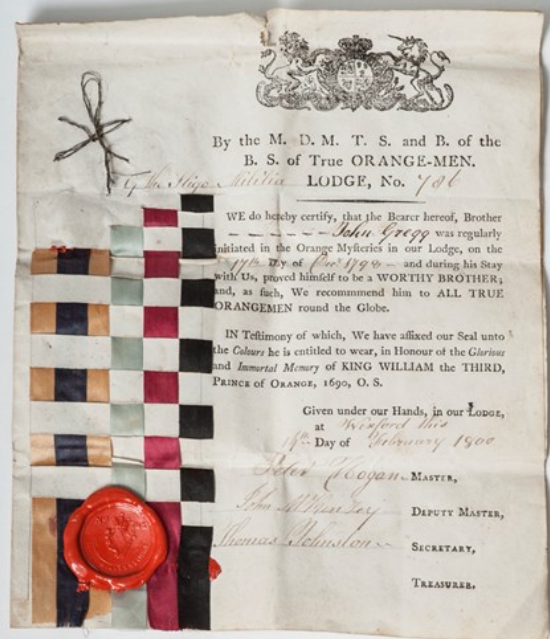 By the M. D. M. T. S. and B. of the
B. S. of True ORANGE-MEN.
of the Sligo Militia LODGE, No. 786
WE do hereby certify, that the Bearer hereof, Brother
John Gregg was regularly
initiated in the Orange Mysteries in our Lodge, on the
17th Day of 1798 and during his Stay
with Us, proved himself to be a WORTHY BROTHER;
and, as such, We recommend him to ALL TRUE
ORANGEMEN round the Globe.
IN Testimony of which, We have affixed our Seal unto
the Colours he is entitled to wear, in Honour of the Glorious
and Immortal Memory of KING WILLIAM the THIRD,
PRINCE of ORANGE, 1690, O. S.
Given under our Hands, in our LODGE,
at Wexford this
Day of February 1800
Peter Hogan MASTER,
John DEPUTY MASTER,
Thomas Johnston SECRETARY,
TREASURER.